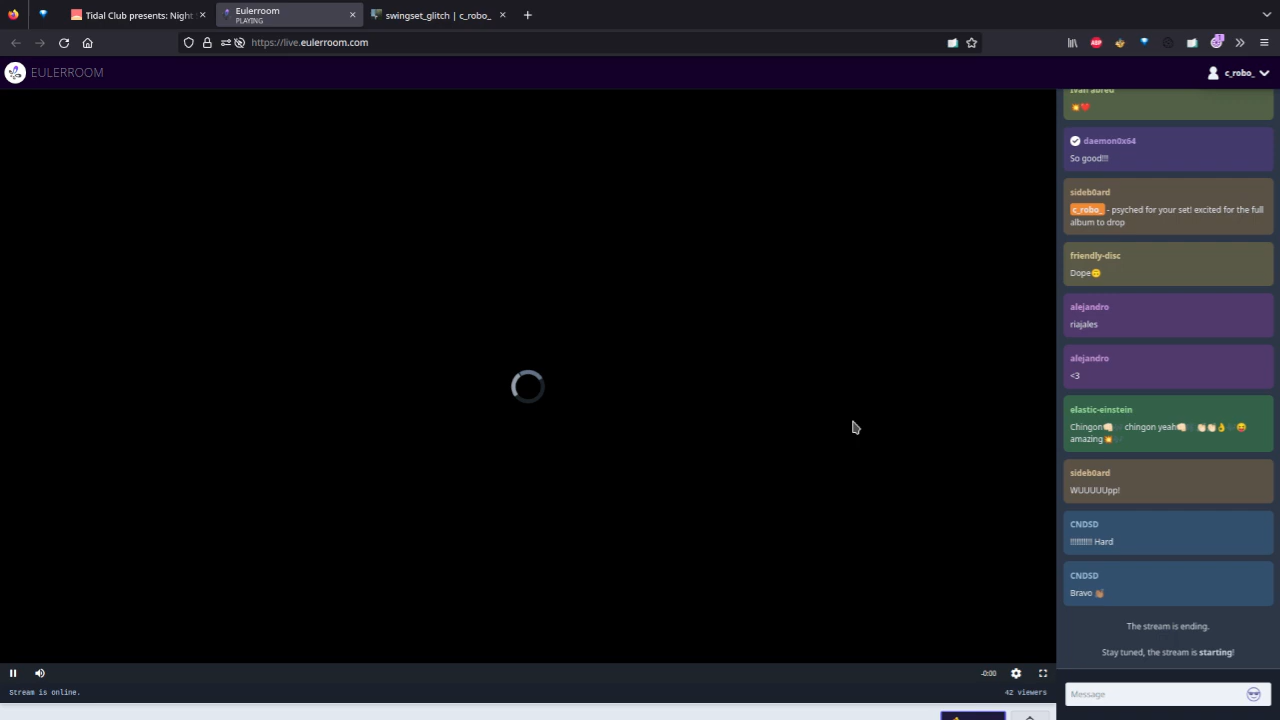 Tidal Club presents: Night
Eulerroom
PLAYING
swingset_glitch | c_robo_
https://live.eulerroom.com
EULERROOM
c_robo_
ivan abreu
daemon0x64
So good!!!
sideb0ard
c_robo_ - psyched for your set! excited for the full
album to drop
friendly-disc
Dope🙃
alejandro
riajales
alejandro
<3
elastic-einstein
Chingon chingon yeah
amazing
sideb0ard
WUUUUUpp!
CNDSD
!!!!!!!!!!! Hard
CNDSD
Bravo
The stream is ending.
Stay tuned, the stream is starting!
-0:00
Stream is online.
42 viewers
Message